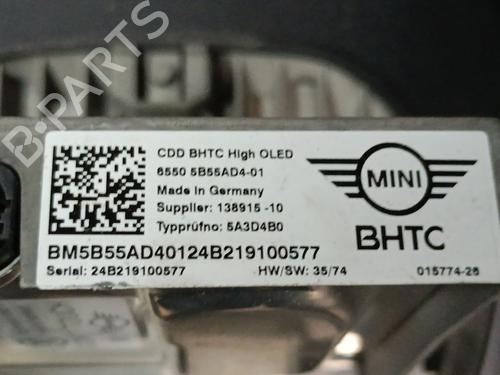 B-PARTS
CDD BHTC High OLED
6550 5B55AD4-01
Made in Germany
Supplier: 138915 -10
Typprüfno: 5A3D4B0
MINI
BHTC
BM5B55AD40124B219100577
Serial: 24B219100577
HW/SW: 35/74
015774-26